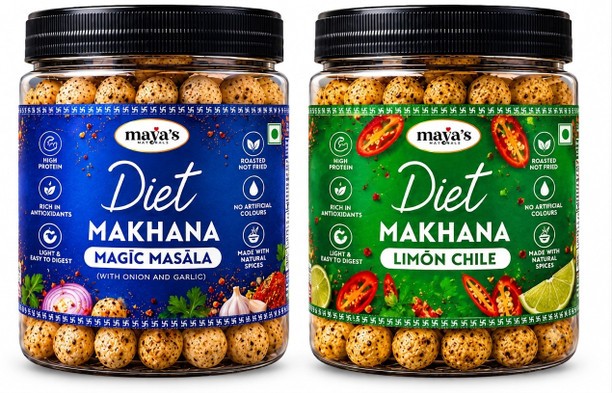 maya's
NATURALS
HIGH
PROTEIN
RICH IN
ANTIOXIDANTS
LIGHT &
EASY TO DIGEST
ROASTED
NOT FRIED
NO ARTIFICIAL
COLOURS
MADE WITH
NATURAL
SPICES
Diet
MAKHANA
MAGĪC MASĀLA
(WITH ONION AND GARLIC)
maya's
NATURALS
HIGH
PROTEIN
RICH IN
ANTIOXIDANTS
LIGHT &
EASY TO DIGEST
ROASTED
NOT FRIED
NO ARTIFICIAL
COLOURS
MADE WITH
NATURAL
SPICES
Diet
MAKHANA
LIMŌN CHILE